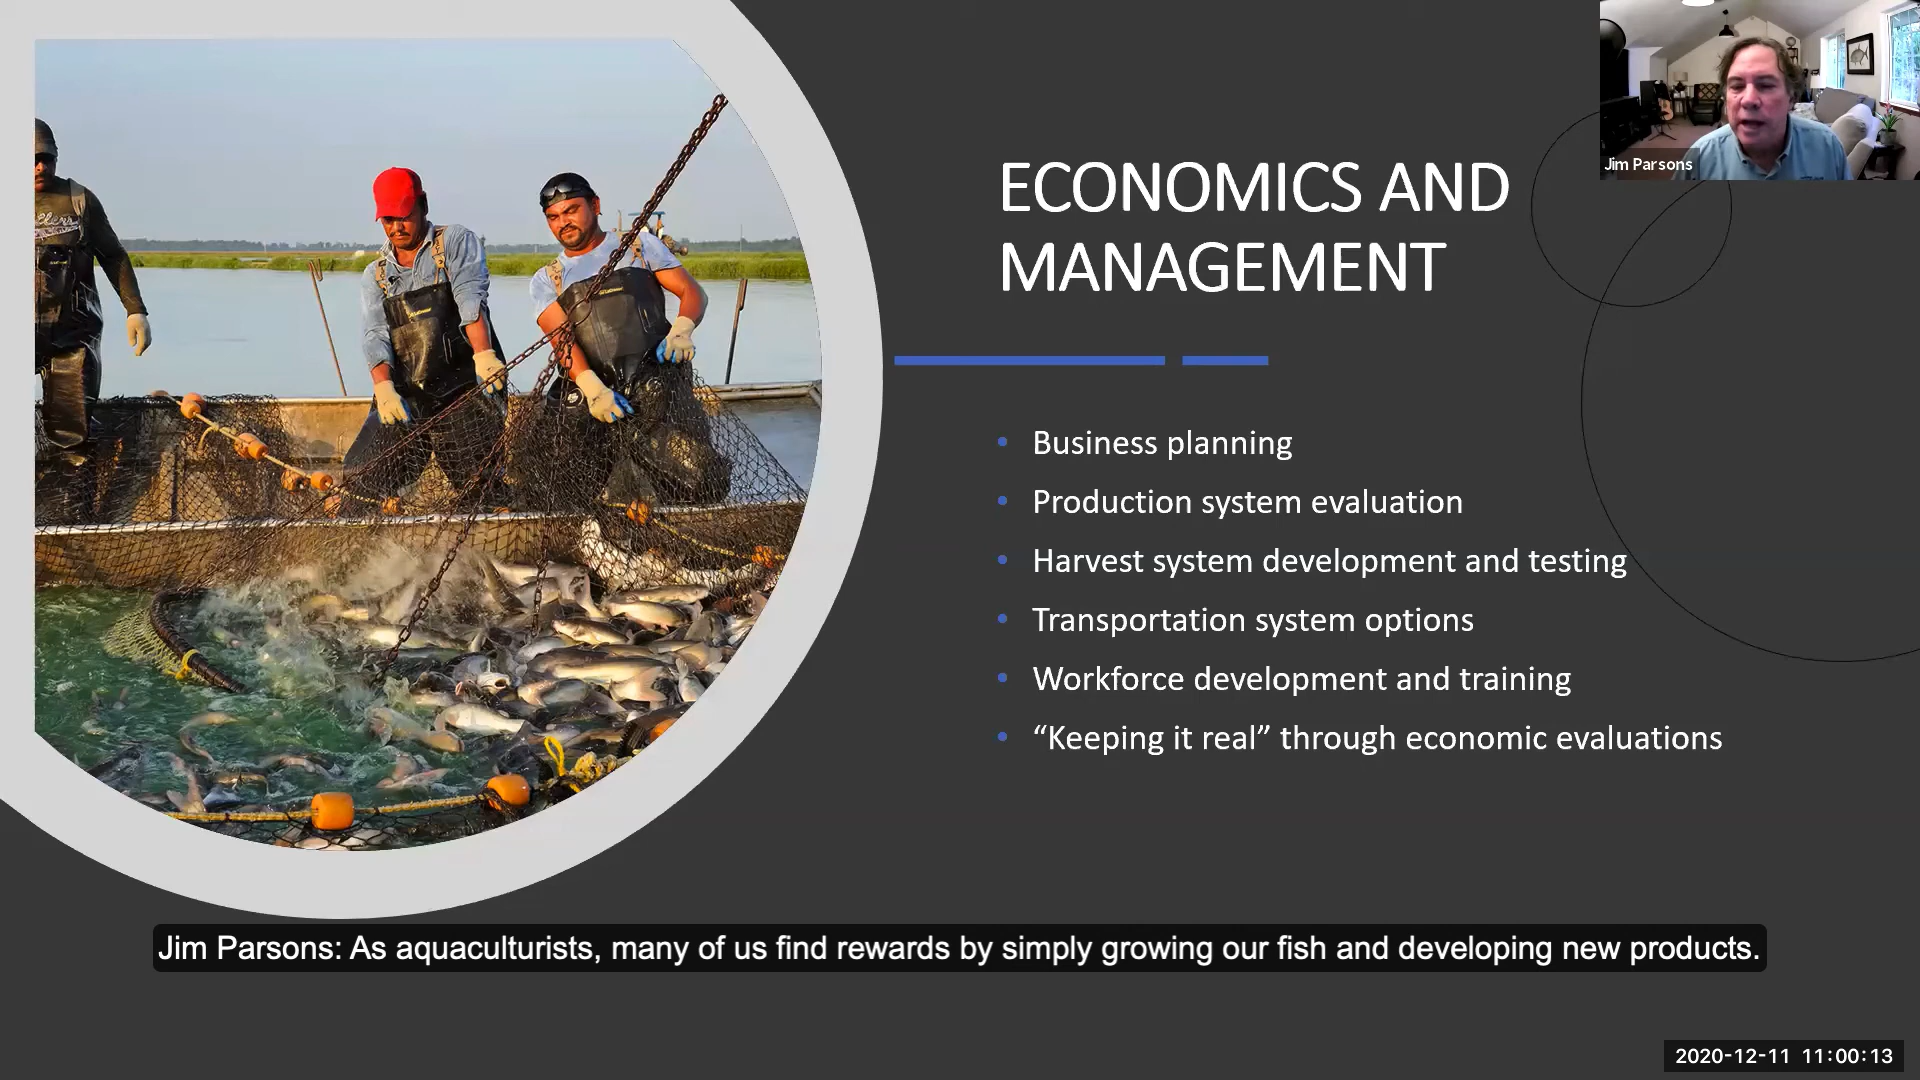 Jim Parsons
ECONOMICS AND
MANAGEMENT
• Business planning
• Production system evaluation
• Harvest system development and testing
• Transportation system options
• Workforce development and training
• “Keeping it real” through economic evaluations
Jim Parsons: As aquaculturists, many of us find rewards by simply growing our fish and developing new products.
2020-12-11 11:00:13